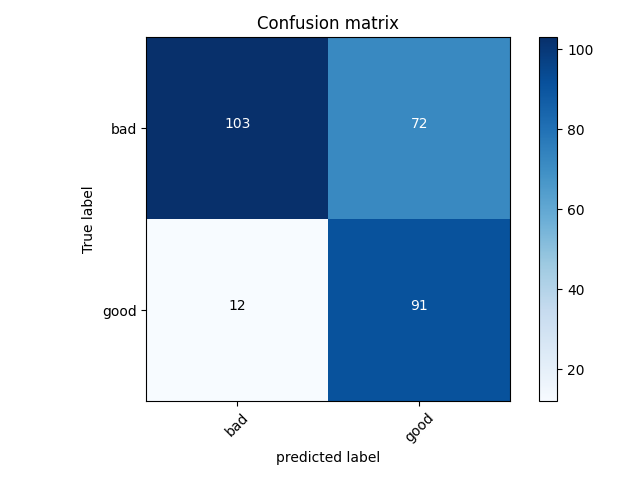 Confusion matrix
True label
bad
103
72
good
12
91
bad
good
predicted label
100
80
60
40
20